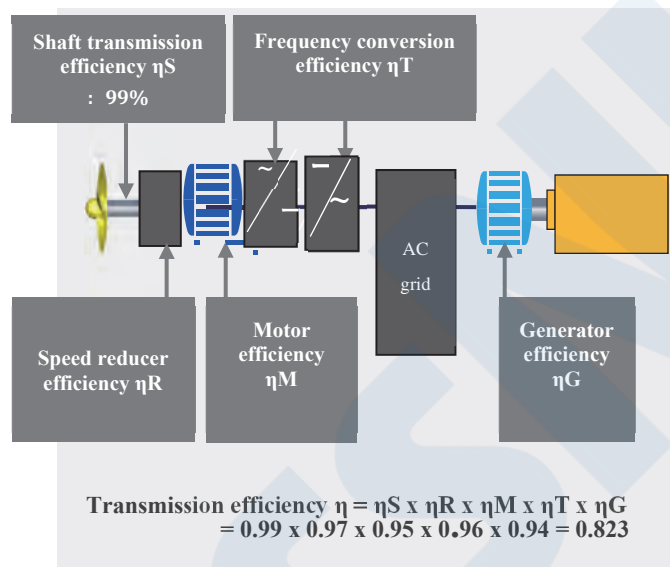 Shaft transmission
efficiency ηS
: 99%
Frequency conversion
efficiency ηT
~
~
AC
grid
Speed reducer
efficiency ηR
Motor
efficiency
ηM
Generator
efficiency
ηG
Transmission efficiency η = ηS x ηR x ηM x ηT x ηG
= 0.99 x 0.97 x 0.95 x 0.96 x 0.94 = 0.823